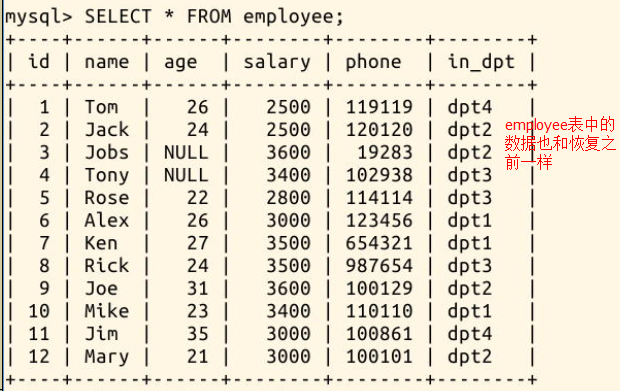 mysql> SELECT * FROM employee;
+----+------+------+--------+--------+--------+
| id | name | age  | salary | phone  | in_dpt |
+----+------+------+--------+--------+--------+
|  1 | Tom  |   26 |   2500 | 119119 | dpt4   |
|  2 | Jack |   24 |   2500 | 120120 | dpt2   |
|  3 | Jobs | NULL |   3600 |  19283 | dpt2   |
|  4 | Tony | NULL |   3400 | 102938 | dpt3   |
|  5 | Rose |   22 |   2800 | 114114 | dpt3   |
|  6 | Alex |   26 |   3000 | 123456 | dpt1   |
|  7 | Ken  |   27 |   3500 | 654321 | dpt1   |
|  8 | Rick |   24 |   3500 | 987654 | dpt3   |
|  9 | Joe  |   31 |   3600 | 100129 | dpt2   |
| 10 | Mike |   23 |   3400 | 110110 | dpt1   |
| 11 | Jim  |   35 |   3000 | 100861 | dpt4   |
| 12 | Mary |   21 |   3000 | 100101 | dpt2   |
+----+------+------+--------+--------+--------+
employee表中的
数据也和恢复之
前一样